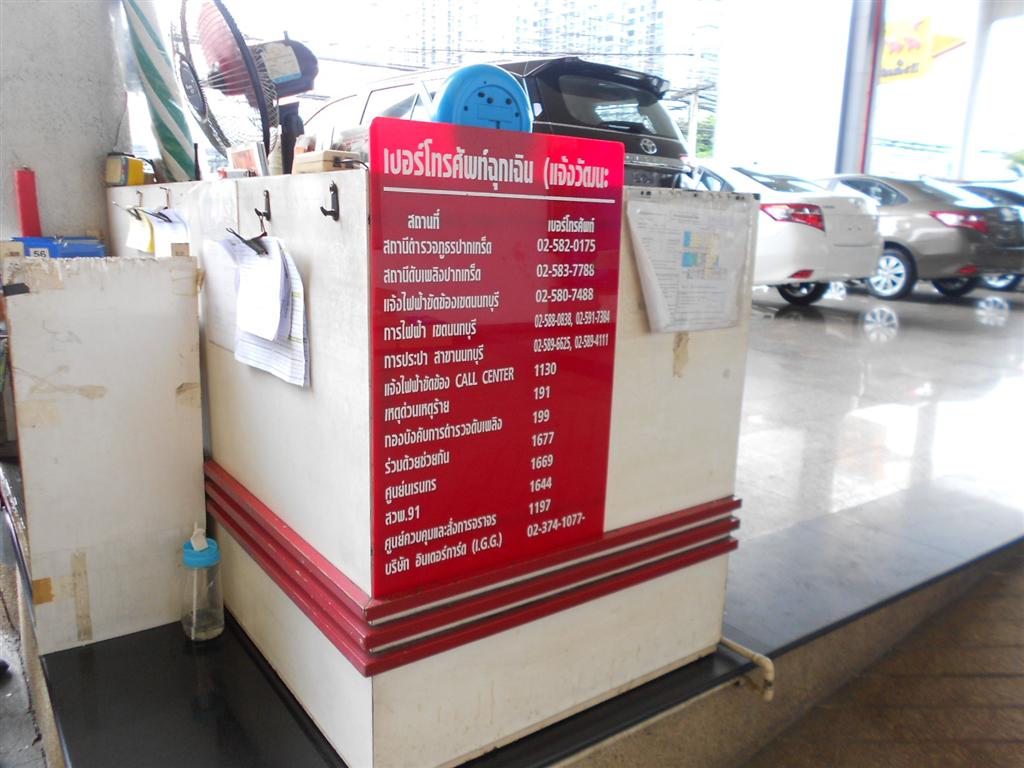 เบอร์โทรศัพท์ฉุกเฉิน (แจ้งวัฒนะ
สถานที่ เบอร์โทรศัพท์
สถานีตำรวจภูธรปากเกร็ด 02-582-0175
สถานีดับเพลิงปากเกร็ด 02-583-7788
แจ้งไฟฟ้าขัดข้องเขตนนทบุรี 02-580-7488
การไฟฟ้า เขตนนทบุรี 02-588-0838, 02-591-7384
การประปา สาขานนทบุรี 02-589-6625, 02-589-4111
แจ้งไฟฟ้าขัดข้อง CALL CENTER 1130
เหตุด่วนเหตุร้าย 191
กองบังคับการตำรวจดับเพลิง 199
ร่วมด้วยช่วยกัน 1677
ศูนย์นเรนทร 1669
สวพ.91 1644
ศูนย์ควบคุมและสั่งการจราจร 1197
บริษัท อินเตอร์การ์ด (I.G.G.) 02-374-1077-
56